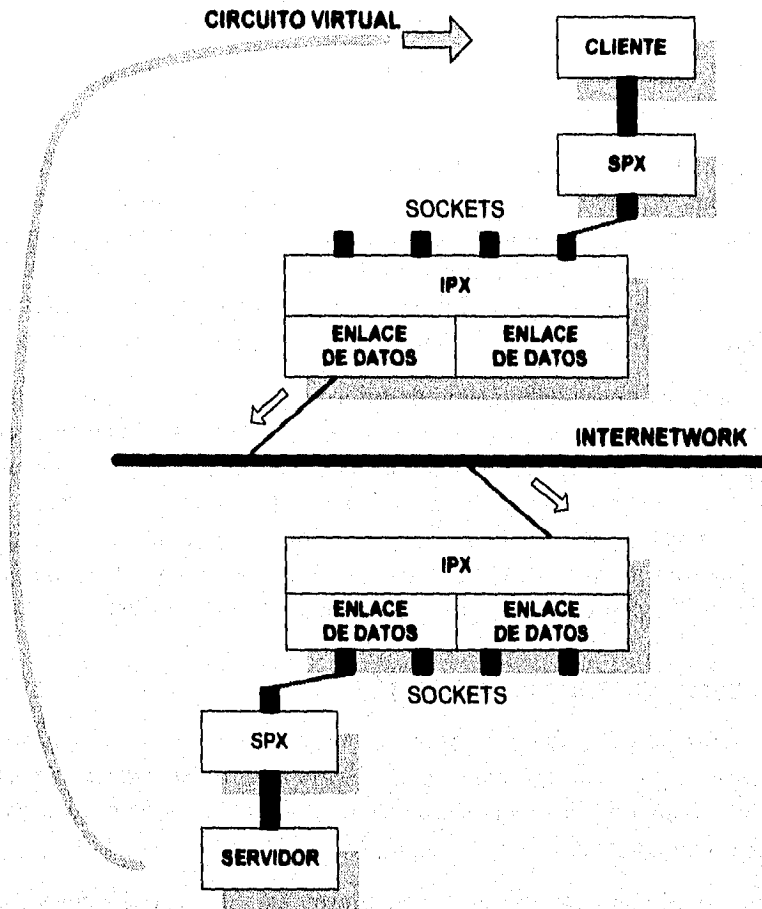 CIRCUITO VIRTUAL
CLIENTE
SPX
SOCKETS
IPX
ENLACE
DE DATOS
ENLACE
DE DATOS
INTERNETWORK
IPX
ENLACE
DE DATOS
ENLACE
DE DATOS
SOCKETS
SPX
SERVIDOR